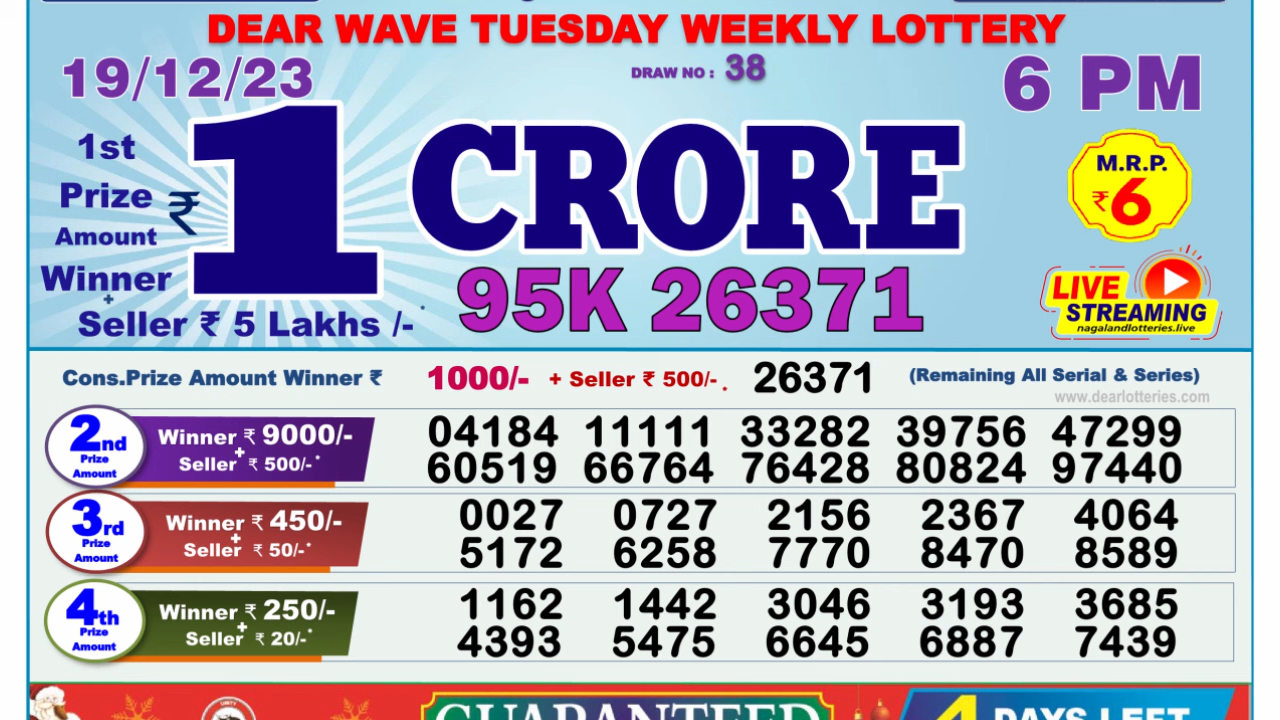 DEAR WAVE TUESDAY WEEKLY LOTTERY
19/12/23
DRAW NO : 38
6 PM
1st
Prize
Amount
Winner
+
Seller ₹ 5 Lakhs /-*
₹ 1 CRORE
95K 26371
M.R.P.
₹6
LIVE
STREAMING
nagalandlotteries.live
Cons.Prize Amount Winner ₹ 1000/- + Seller ₹ 500/- . 26371 (Remaining All Serial & Series)
www.dearlotteries.com
2nd
Prize
Amount
Winner ₹ 9000/-
+
Seller ₹ 500/-*
04184 11111 33282 39756 47299
60519 66764 76428 80824 97440
3rd
Prize
Amount
Winner ₹ 450/-
+
Seller ₹ 50/-*
0027 0727 2156 2367 4064
5172 6258 7770 8470 8589
4th
Prize
Amount
Winner ₹ 250/-
+
Seller ₹ 20/-*
1162 1442 3046 3193 3685
4393 5475 6645 6887 7439
UNITY
GUARANTEED
4 DAYS LEFT